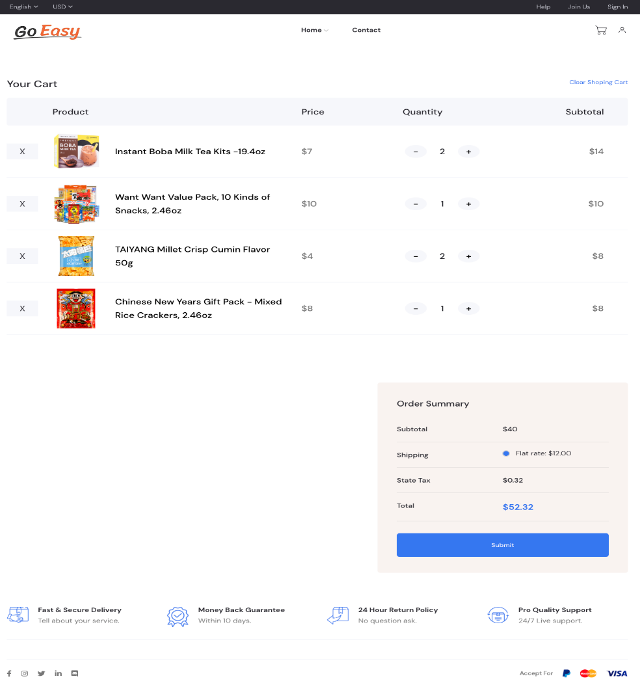 English USD Help Join Us Sign In
Go Easy Home Contact
Your Cart Clear Shoping Cart
Product Price Quantity Subtotal
X Instant Boba Milk Tea Kits -19.4oz $7 - 2 + $14
X Want Want Value Pack, 10 Kinds of
Snacks, 2.46oz $10 - 1 + $10
X TAIYANG Millet Crisp Cumin Flavor
50g $4 - 2 + $8
X Chinese New Years Gift Pack - Mixed
Rice Crackers, 2.46oz $8 - 1 + $8
BOBA
MILK TEA
Order Summary
Subtotal $40
Shipping Flat rate: $12.00
State Tax $0.32
Total $52.32
Submit
Fast & Secure Delivery
Tell about your service.
Money Back Guarantee
Within 10 days.
24 Hour Return Policy
No question ask.
Pro Quality Support
24/7 Live support.
Accept For VISA